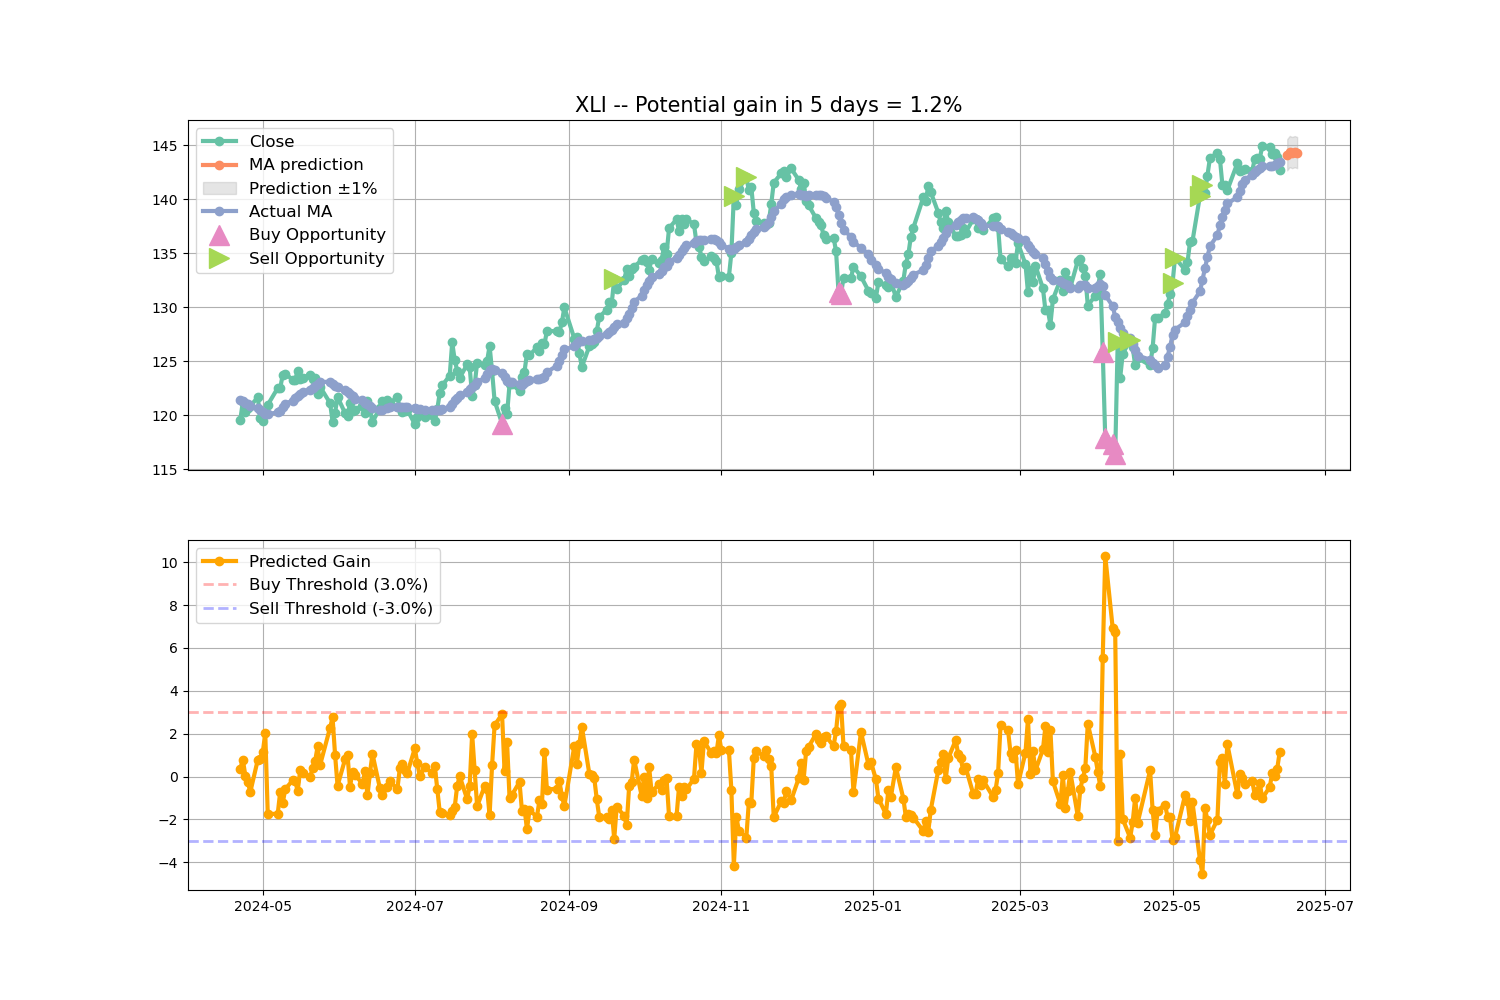 XLI -- Potential gain in 5 days = 1.2%
Close
MA prediction
Prediction ±1%
Actual MA
Buy Opportunity
Sell Opportunity
145
140
135
130
125
120
115
Predicted Gain
Buy Threshold (3.0%)
Sell Threshold (-3.0%)
10
8
6
4
2
0
−2
−4
2024-05 2024-07 2024-09 2024-11 2025-01 2025-03 2025-05 2025-07